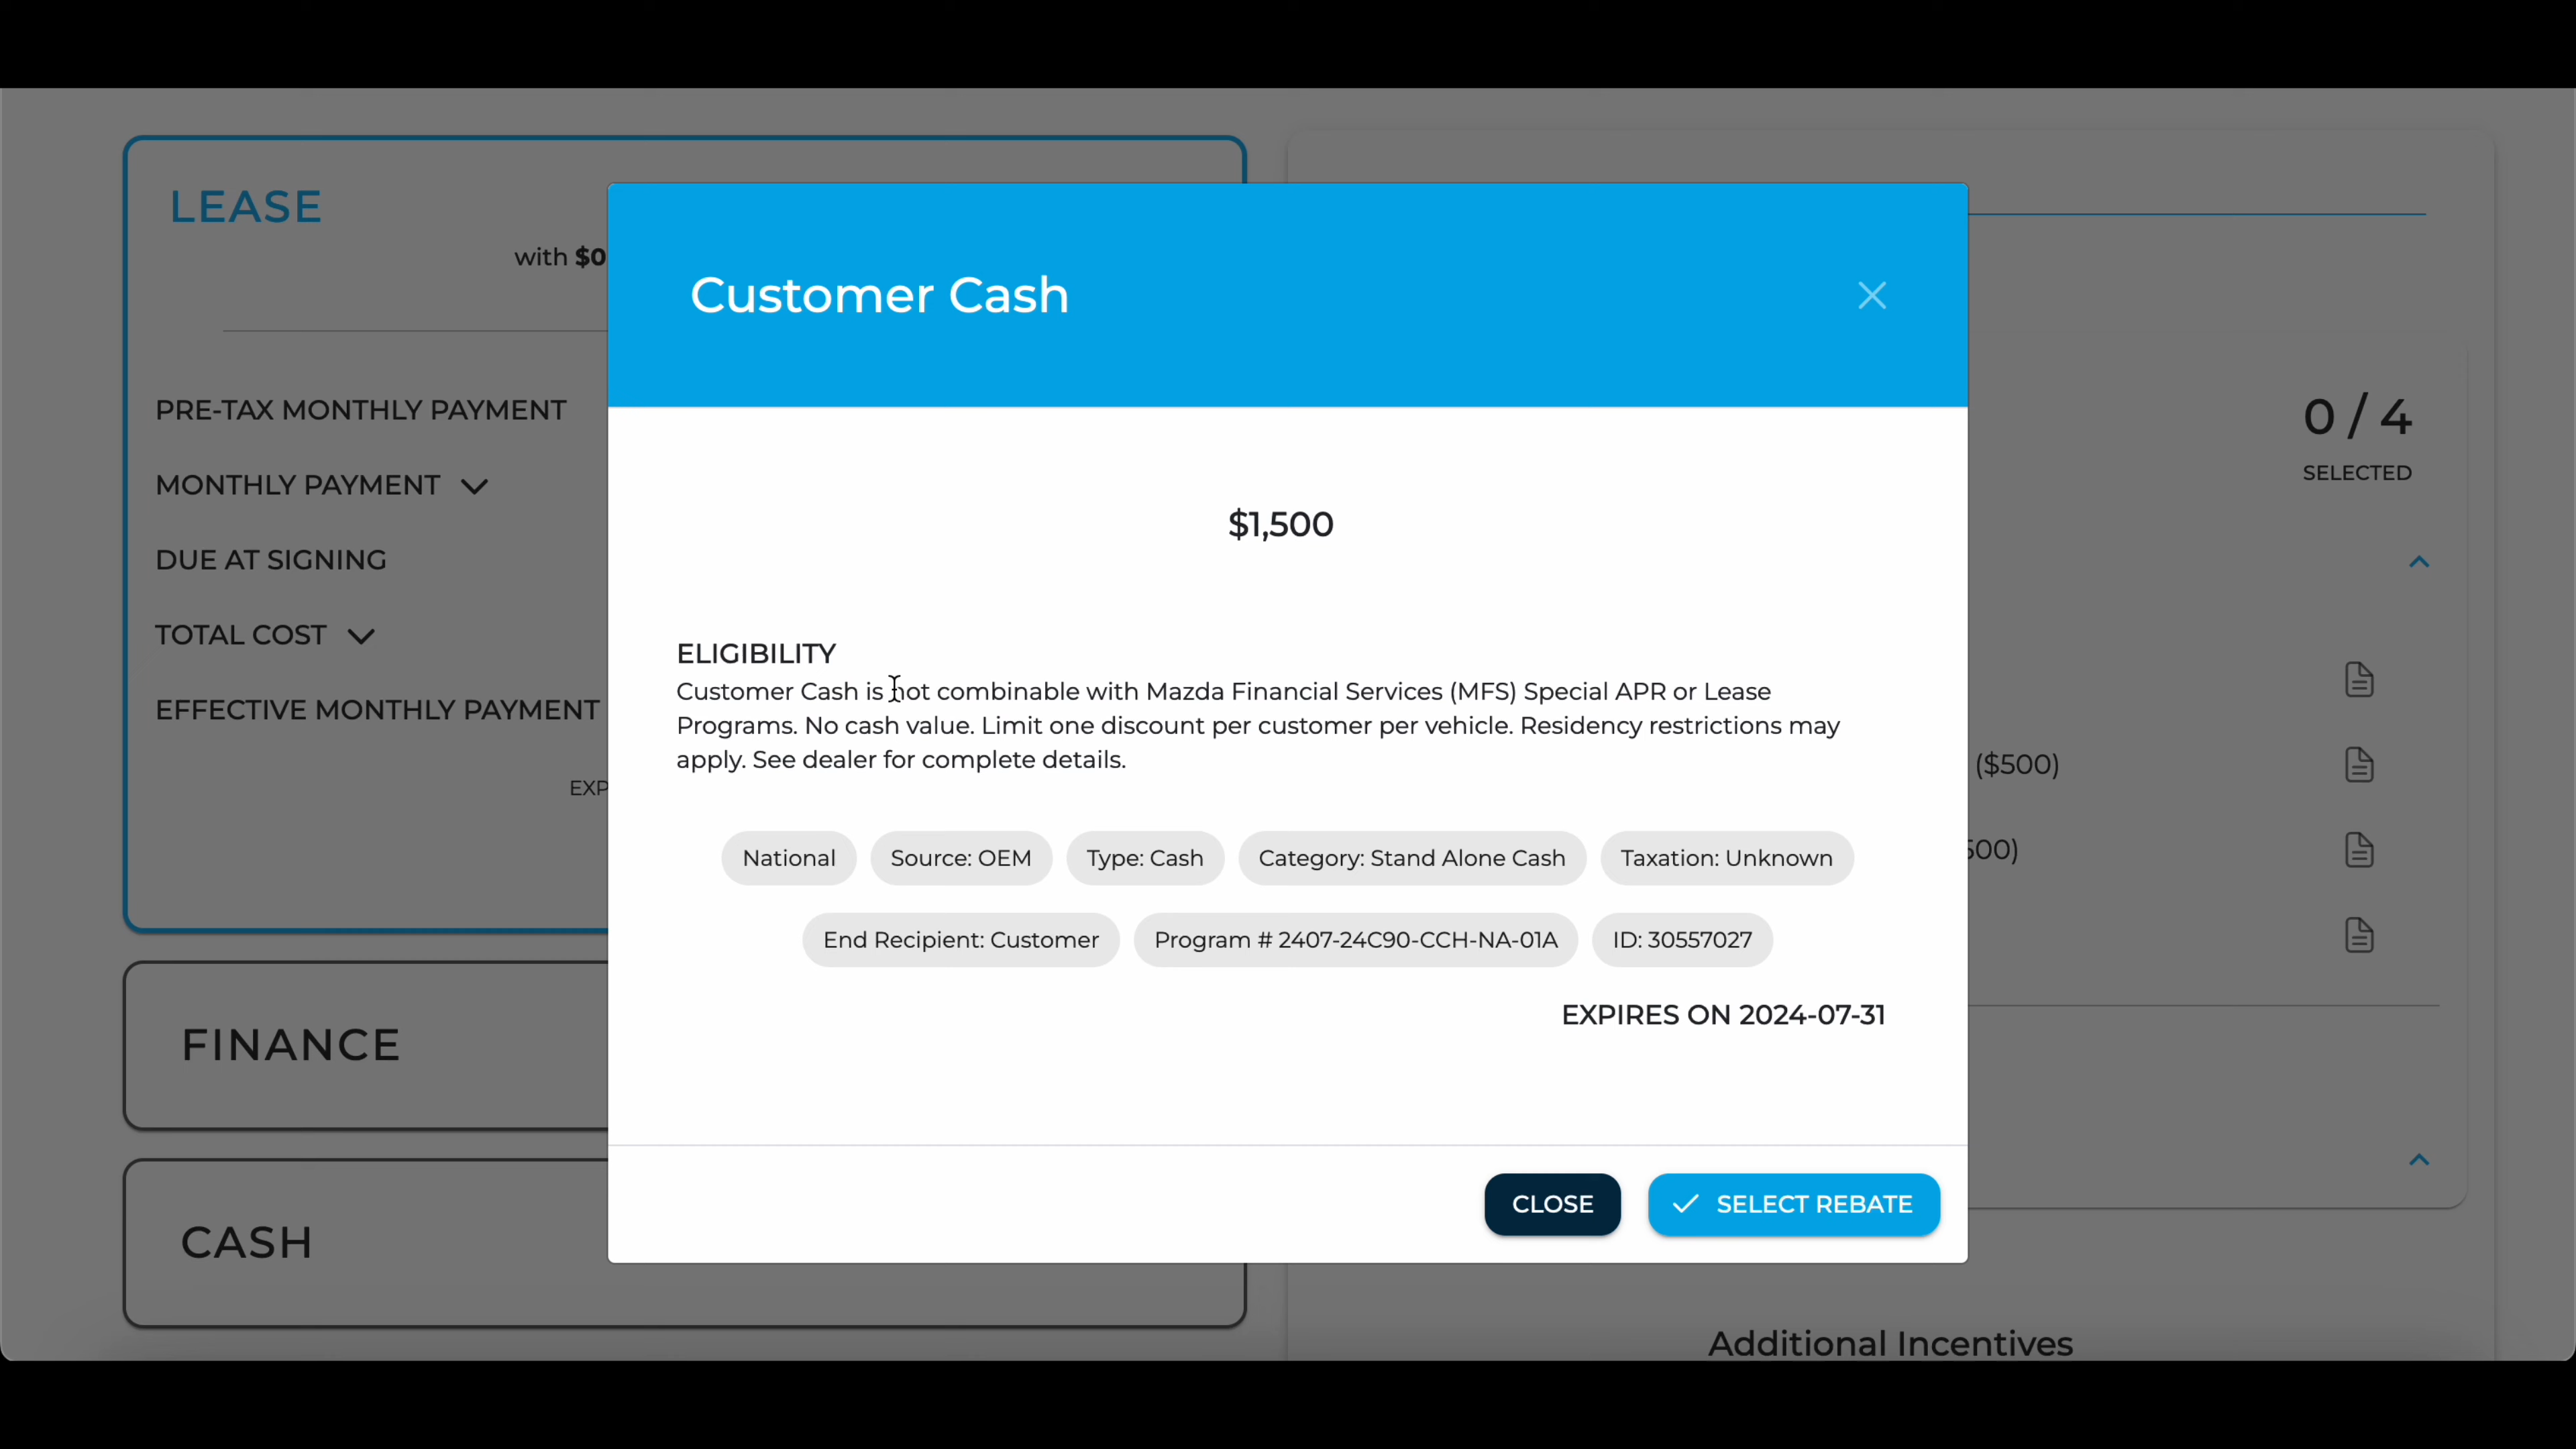 LEASE
with $0
PRE-TAX MONTHLY PAYMENT
MONTHLY PAYMENT
DUE AT SIGNING
TOTAL COST
EFFECTIVE MONTHLY PAYMENT
EXP
FINANCE
CASH
Customer Cash
$1,500
ELIGIBILITY
Customer Cash is not combinable with Mazda Financial Services (MFS) Special APR or Lease
Programs. No cash value. Limit one discount per customer per vehicle. Residency restrictions may
apply. See dealer for complete details.
National
Source: OEM
Type: Cash
Category: Stand Alone Cash
Taxation: Unknown
End Recipient: Customer
Program # 2407-24C90-CCH-NA-01A
ID: 30557027
EXPIRES ON 2024-07-31
CLOSE
SELECT REBATE
0 / 4
SELECTED
($500)
500)
Additional Incentives